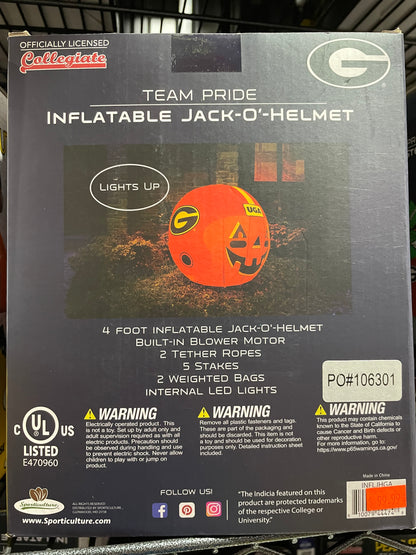 OFFICIALLY LICENSED
Collegiate
G
TEAM PRIDE
INFLATABLE JACK-O'-HELMET
LIGHTS UP
G
UGA
4 FOOT INFLATABLE JACK-O'-HELMET
BUILT-IN BLOWER MOTOR
2 TETHER ROPES
5 STAKES
2 WEIGHTED BAGS
INTERNAL LED LIGHTS
PO#106301
C UL US
LISTED
E470960
WARNING
Electrically operated product. This
is not a toy. Set up by adult only and
adult supervision required as with all
electric products. Precaution should
be observed during handling and use
to prevent electric shock. Never allow
children to play with or jump on
product.
WARNING
Remove all plastic fasteners and tags.
These are part of the packaging and
should be discarded. This item is
not a toy and should be used for decoration
purposes only. Detailed instruction sheet
included.
WARNING
This product may contain chemicals
known to the State of California to
cause Cancer and Birth defects or
other reproductive harm.
For more information, go to:
https://www.p65warnings.ca.gov/
Made in China
INFLJHGA
Sporticulture
www.Sporticulture.com
ALL RIGHTS RESERVED.
DISTRIBUTED BY SPORTICULTURE,
FOLLOW US:
"The Indicia featured on this
product are protected trademarks
of the respective College or
University."